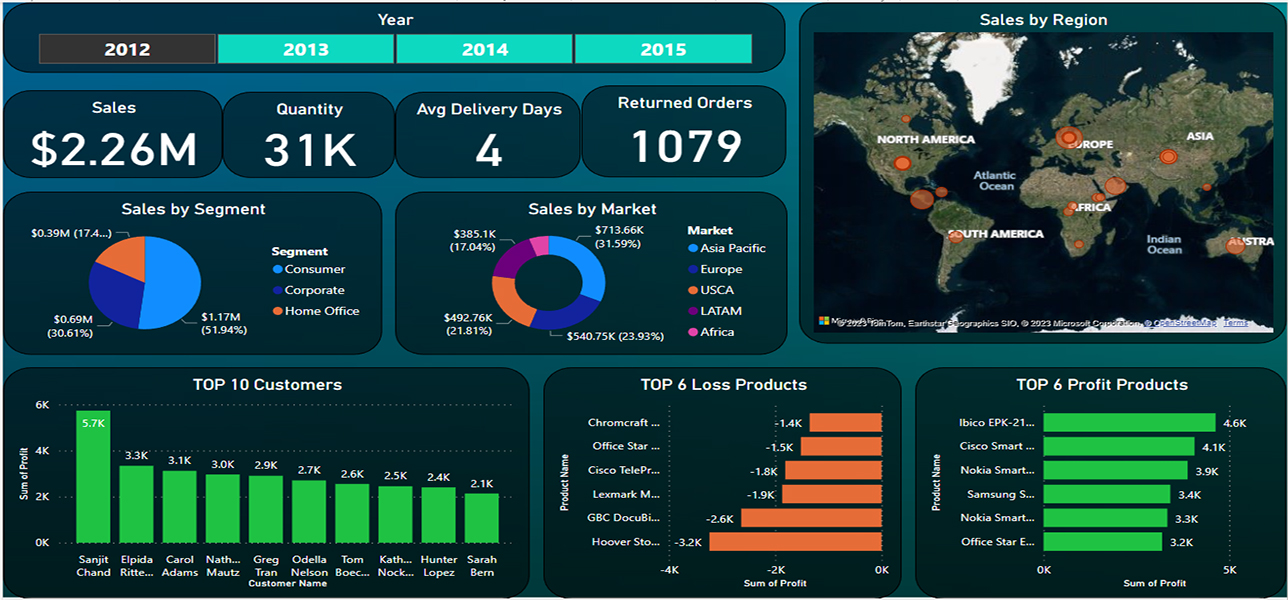 Year
2012
2013
2014
2015
Sales
$2.26M
Quantity
31K
Avg Delivery Days
4
Returned Orders
1079
Sales by Region
NORTH AMERICA
EUROPE
ASIA
Atlantic
Ocean
AFRICA
SOUTH AMERICA
Indian
Ocean
AUSTRA
© 2023 TomTom, Earthstar Geographics SIO, © 2023 Microsoft Corporation, © OpenStreetMap Terms
Sales by Segment
$0.39M (17.4...)
$0.69M
(30.61%)
$1.17M
(51.94%)
Segment
Consumer
Corporate
Home Office
Sales by Market
$385.1K
(17.04%)
$713.66K
(31.59%)
$492.76K
(21.81%)
$540.75K (23.93%)
Market
Asia Pacific
Europe
USCA
LATAM
Africa
TOP 10 Customers
Sum of Profit
6K
4K
2K
0K
5.7K
3.3K
3.1K
3.0K
2.9K
2.7K
2.6K
2.5K
2.4K
2.1K
Sanjit
Chand
Elpida
Ritte...
Carol
Adams
Nath...
Mautz
Greg
Tran
Odella
Nelson
Tom
Boec...
Kath...
Nock...
Hunter
Lopez
Sarah
Bern
Customer Name
TOP 6 Loss Products
Product Name
Chromcraft ...
-1.4K
Office Star ...
-1.5K
Cisco TelePr...
-1.8K
Lexmark M...
-1.9K
GBC DocuBi...
-2.6K
Hoover Sto...
-3.2K
-4K
-2K
0K
Sum of Profit
TOP 6 Profit Products
Product Name
Ibico EPK-21...
4.6K
Cisco Smart ...
4.1K
Nokia Smart...
3.9K
Samsung S...
3.4K
Nokia Smart...
3.3K
Office Star E...
3.2K
0K
5K
Sum of Profit